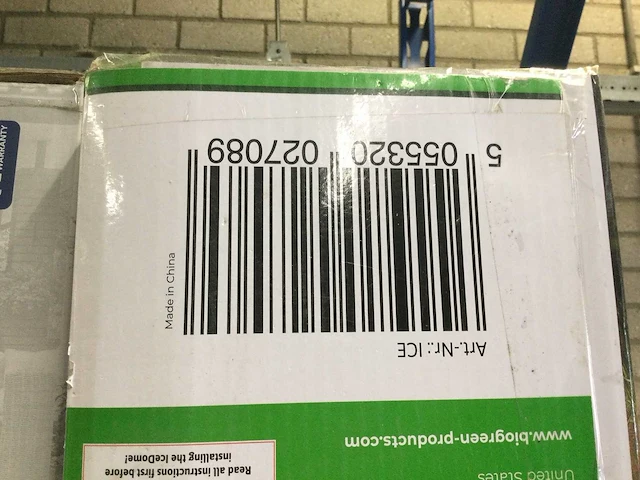 United States
www.biogreen-products.com
Read all instructions first before
installing the IceDome!
Art.-Nr.: ICE
5 055320 027089
Made in China
WARRANTY